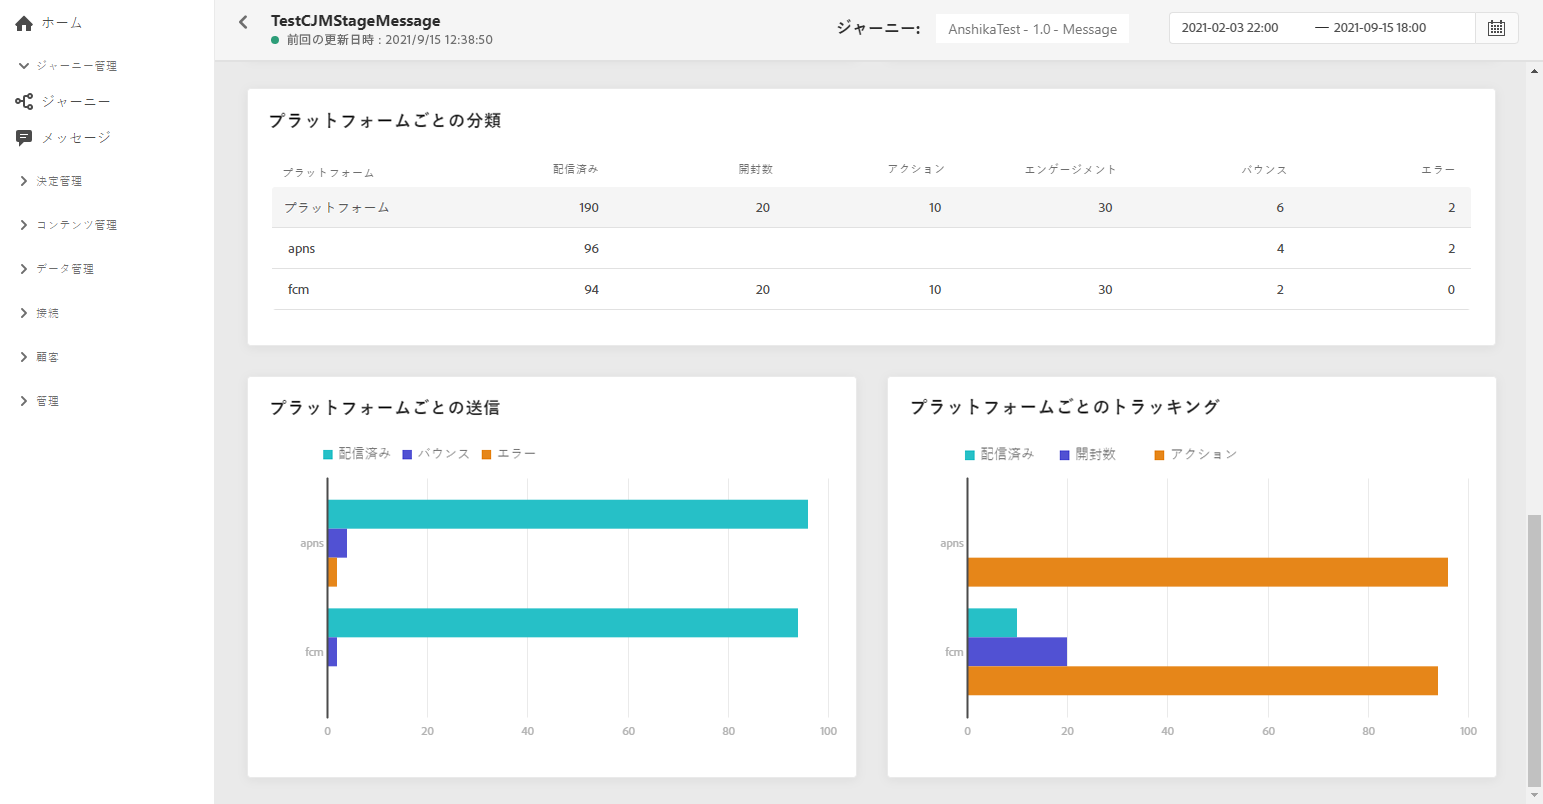 ホーム
ジャーニー管理
ジャーニー
メッセージ
決定管理
コンテンツ管理
データ管理
接続
顧客
管理
TestCJMStageMessage
前回の更新日時 : 2021/9/15 12:38:50
ジャーニー: AnshikaTest - 1.0 - Message 2021-02-03 22:00 — 2021-09-15 18:00
プラットフォームごとの分類
プラットフォーム 配信済み 開封数 アクション エンゲージメント バウンス エラー
プラットフォーム 190 20 10 30 6 2
apns 96 4 2
fcm 94 20 10 30 2 0
プラットフォームごとの送信
配信済み バウンス エラー
apns
fcm
0 20 40 60 80 100
プラットフォームごとのトラッキング
配信済み 開封数 アクション
apns
fcm
0 20 40 60 80 100